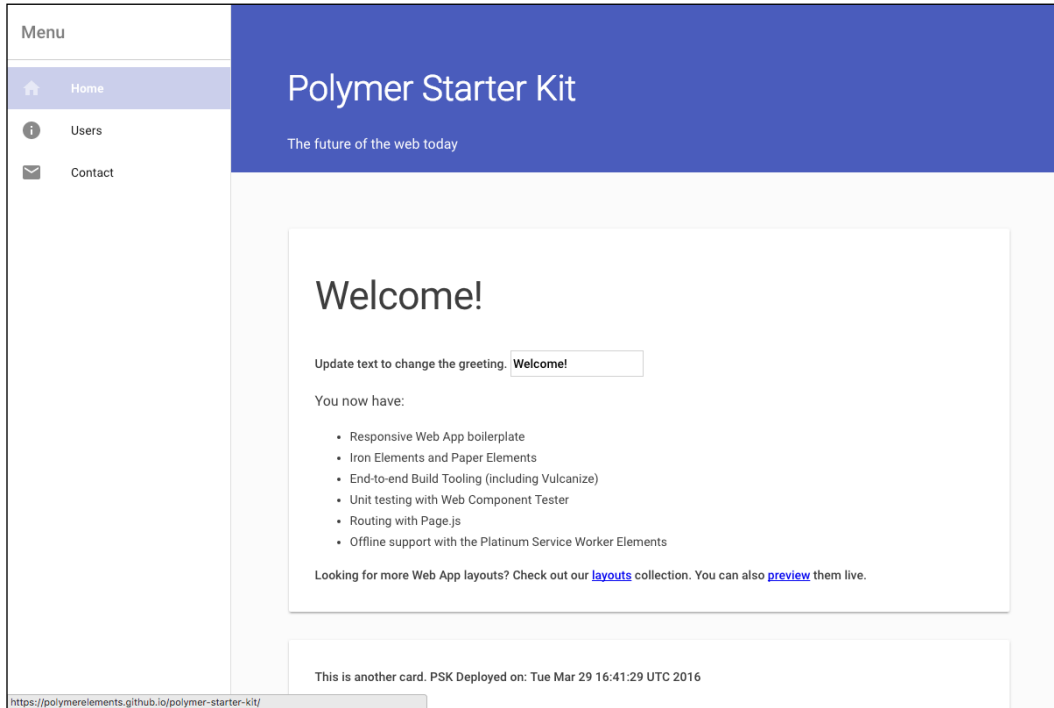 Menu
Home
Users
Contact
Polymer Starter Kit
The future of the web today
Welcome!
Update text to change the greeting. Welcome!
You now have:
• Responsive Web App boilerplate
• Iron Elements and Paper Elements
• End-to-end Build Tooling (including Vulcanize)
• Unit testing with Web Component Tester
• Routing with Page.js
• Offline support with the Platinum Service Worker Elements
Looking for more Web App layouts? Check out our layouts collection. You can also preview them live.
This is another card. PSK Deployed on: Tue Mar 29 16:41:29 UTC 2016
https://polymerelements.github.io/polymer-starter-kit/